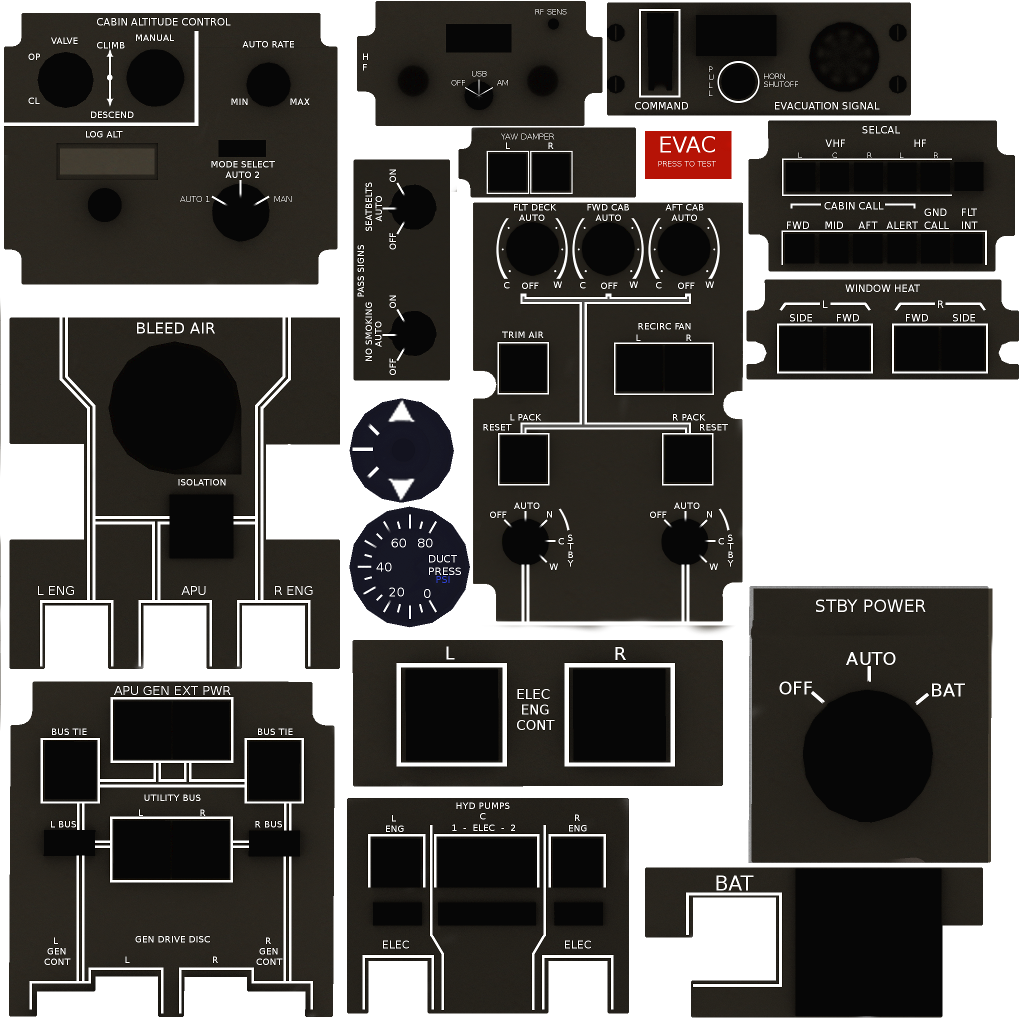 CABIN ALTITUDE CONTROL
VALVE
CLIMB
MANUAL
AUTO RATE
OP
CL
DESCEND
MIN MAX
LOG ALT
MODE SELECT
AUTO 2
AUTO 1
MAN
RF SENS
H
F
USB
OFF
AM
COMMAND
P
U
L
L
HORN
SHUTOFF
EVACUATION SIGNAL
YAW DAMPER
L R
EVAC
PRESS TO TEST
SELCAL
VHF HF
L C R L R
CABIN CALL
GND FLT
FWD MID AFT ALERT CALL INT
SEATBELTS
AUTO
ON
OFF
PASS SIGNS
NO SMOKING
AUTO
ON
OFF
FLT DECK FWD CAB AFT CAB
AUTO AUTO AUTO
C OFF W C OFF W C OFF W
TRIM AIR
RECIRC FAN
L R
L PACK R PACK
RESET RESET
AUTO
OFF N
C
W
S
T
B
Y
AUTO
OFF N
C
W
S
T
B
Y
WINDOW HEAT
L R
SIDE FWD FWD SIDE
BLEED AIR
ISOLATION
L ENG APU R ENG
60 80
40
20 0
DUCT
PRESS
PSI
STBY POWER
AUTO
OFF BAT
L R
ELEC
ENG
CONT
APU GEN EXT PWR
BUS TIE BUS TIE
UTILITY BUS
L R
L BUS R BUS
GEN DRIVE DISC
L R
L
GEN
CONT
R
GEN
CONT
HYD PUMPS
C
L R
ENG 1 - ELEC - 2 ENG
ELEC ELEC
BAT